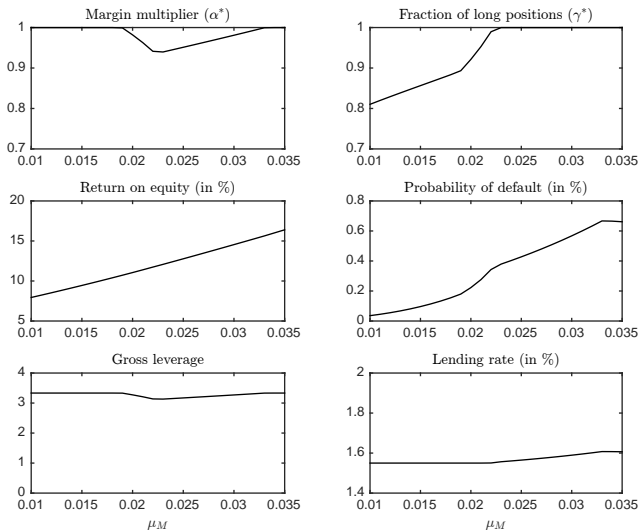 Margin multiplier (α*)
1
0.9
0.8
0.7
0.01 0.015 0.02 0.025 0.03 0.035
Fraction of long positions (γ*)
1
0.9
0.8
0.7
0.01 0.015 0.02 0.025 0.03 0.035
Return on equity (in %)
20
15
10
5
0.01 0.015 0.02 0.025 0.03 0.035
Probability of default (in %)
0.8
0.6
0.4
0.2
0
0.01 0.015 0.02 0.025 0.03 0.035
Gross leverage
4
3
2
1
0
0.01 0.015 0.02 0.025 0.03 0.035
μM
Lending rate (in %)
2
1.8
1.6
1.4
0.01 0.015 0.02 0.025 0.03 0.035
μM